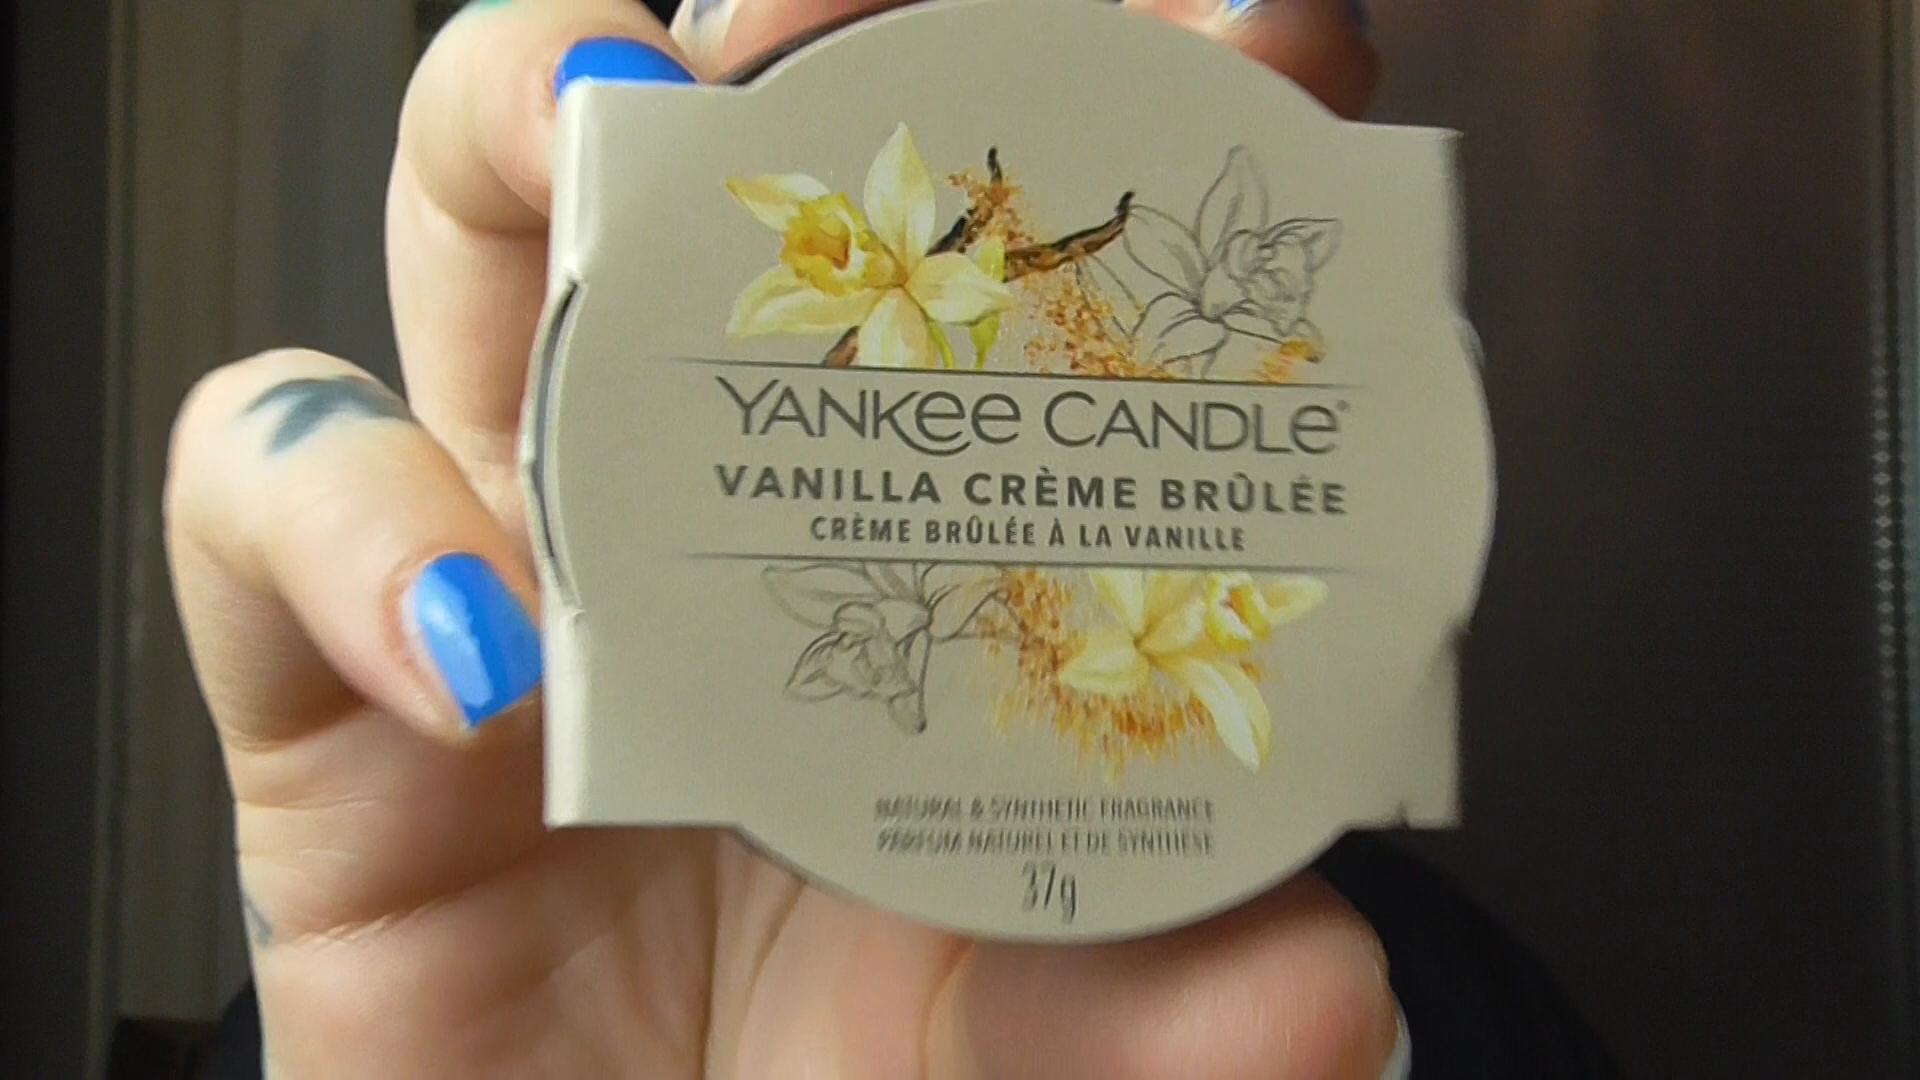 YANKEE CANDLE®
VANILLA CRÈME BRÛLÉE
CRÈME BRÛLÉE À LA VANILLE
NATURAL & SYNTHETIC FRAGRANCE
PARFUM NATUREL ET DE SYNTHÈSE
37g